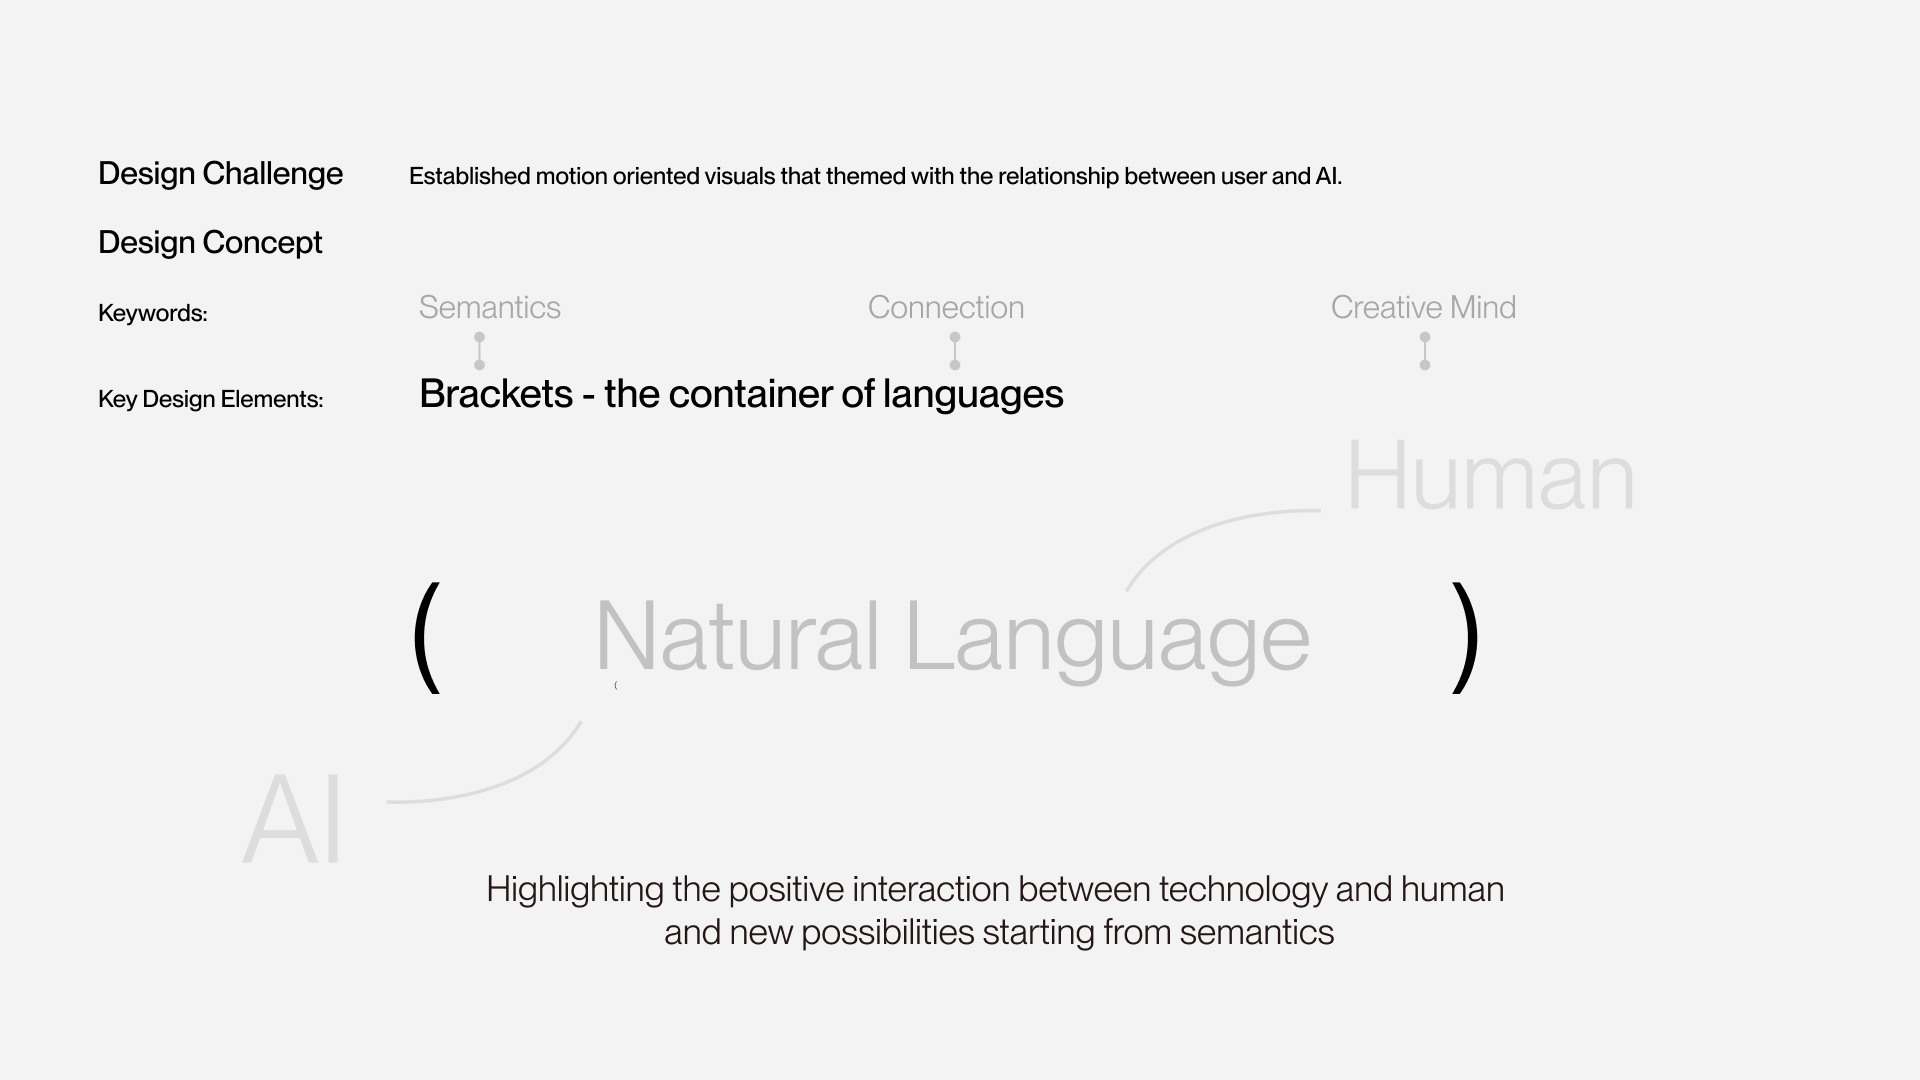 Design Challenge Established motion oriented visuals that themed with the relationship between user and AI.
Design Concept
Keywords: Semantics Connection Creative Mind
Key Design Elements: Brackets - the container of languages
Human
( Natural Language )
(
AI
Highlighting the positive interaction between technology and human
and new possibilities starting from semantics